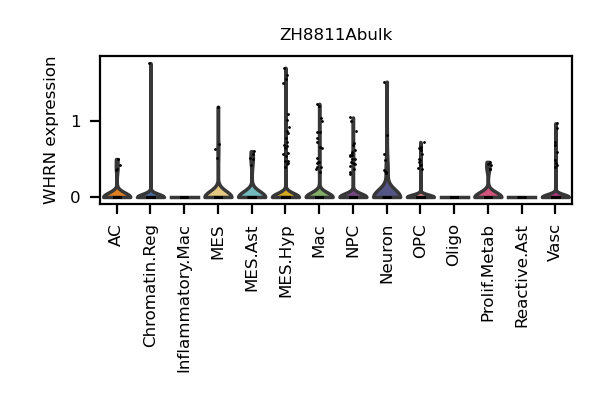 ZH8811Abulk
WHRN expression
1
0
AC
Chromatin.Reg
Inflammatory.Mac
MES
MES.Ast
MES.Hyp
Mac
NPC
Neuron
OPC
Oligo
Prolif.Metab
Reactive.Ast
Vasc